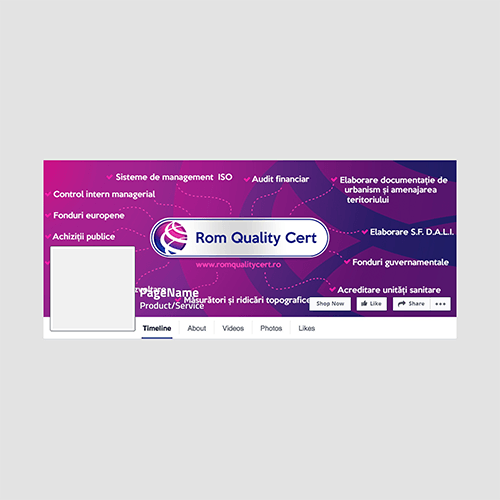 Sisteme de management ISO
Audit financiar
Elaborare documentație de
urbanism și amenajarea
teritoriului
Control intern managerial
Fonduri europene
Achiziții publice
Rom Quality Cert
www.romqualitycert.ro
Elaborare S.F. D.A.L.I.
Fonduri guvernamentale
Acreditare unități sanitare
PageName
Măsurători și ridicări topografice
Product/Service
Shop Now
Like
Share
Timeline
About
Videos
Photos
Likes